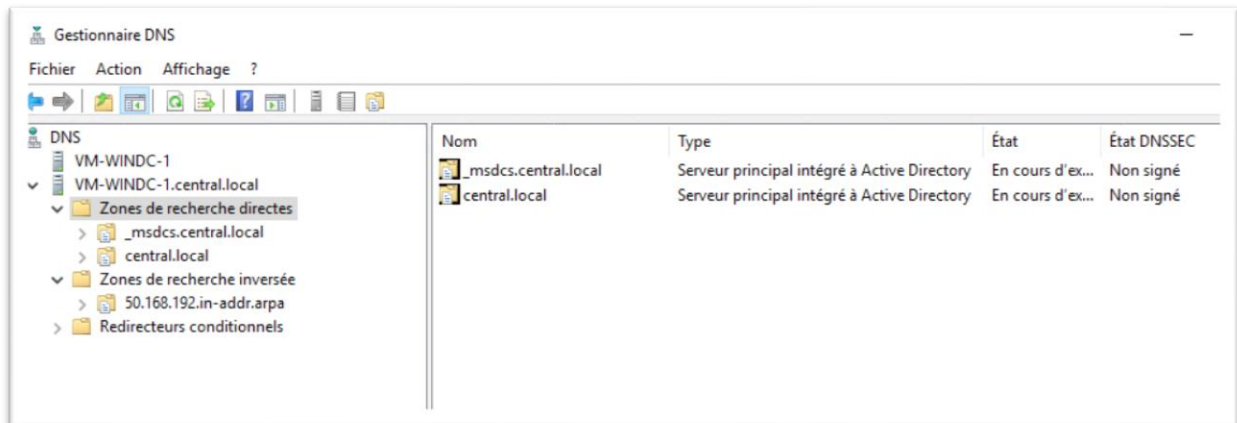 Gestionnaire DNS
Fichier Action Affichage ?
DNS
VM-WINDC-1
VM-WINDC-1.central.local
Zones de recherche directes
_msdcs.central.local
central.local
Zones de recherche inversée
50.168.192.in-addr.arpa
Redirecteurs conditionnels
Nom Type État État DNSSEC
_msdcs.central.local Serveur principal intégré à Active Directory En cours d'ex... Non signé
central.local Serveur principal intégré à Active Directory En cours d'ex... Non signé